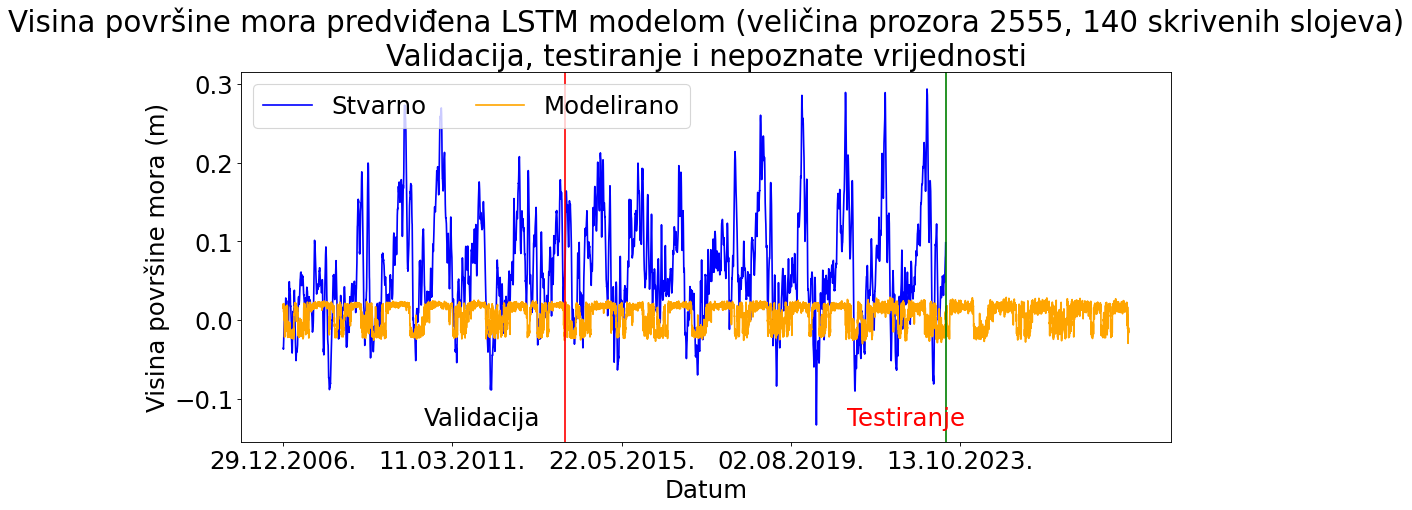 Visina površine mora predviđena LSTM modelom (veličina prozora 2555, 140 skrivenih slojeva)
Validacija, testiranje i nepoznate vrijednosti
Stvarno Modelirano
Visina površine mora (m)
0.3
0.2
0.1
0.0
−0.1
Validacija
Testiranje
29.12.2006. 11.03.2011. 22.05.2015. 02.08.2019. 13.10.2023.
Datum